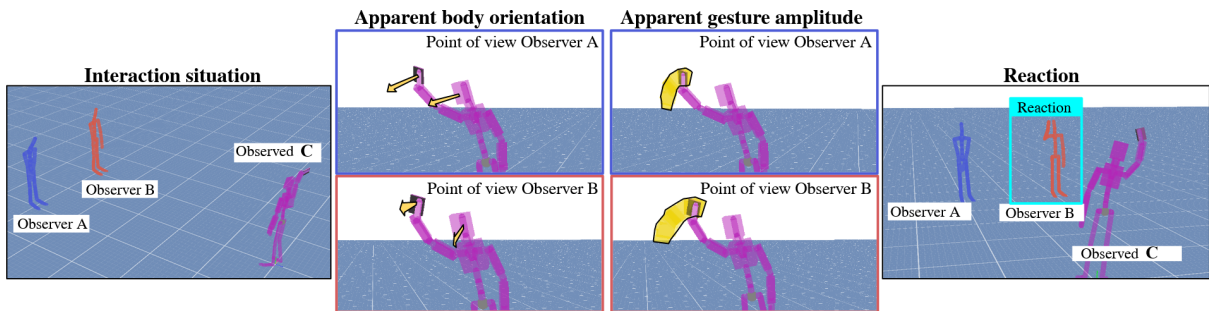 Interaction situation
Observed C
Observer B
Observer A
Apparent body orientation
Point of view Observer A
Point of view Observer B
Apparent gesture amplitude
Point of view Observer A
Point of view Observer B
Reaction
Reaction
Observer A
Observer B
Observed C